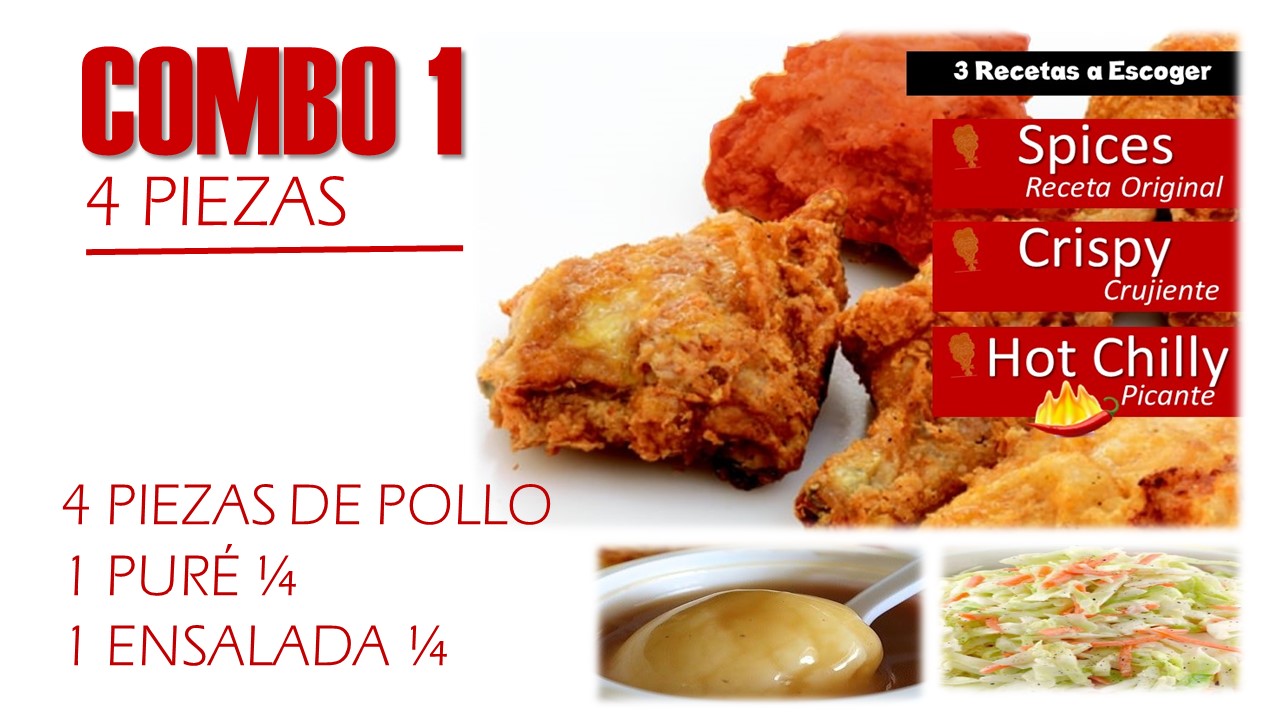 COMBO 1
4 PIEZAS
3 Recetas a Escoger
Spices
Receta Original
Crispy
Crujiente
Hot Chilly
Picante
4 PIEZAS DE POLLO
1 PURÉ ¼
1 ENSALADA ¼